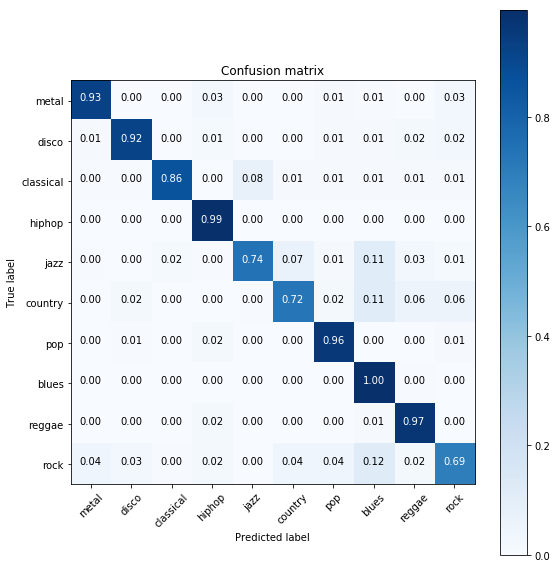 Confusion matrix
True label
metal 0.93 0.00 0.00 0.03 0.00 0.00 0.01 0.01 0.00 0.03
disco 0.01 0.92 0.00 0.01 0.00 0.00 0.01 0.01 0.02 0.02
classical 0.00 0.00 0.86 0.00 0.08 0.01 0.01 0.01 0.01 0.01
hiphop 0.00 0.00 0.00 0.99 0.00 0.00 0.00 0.00 0.00 0.00
jazz 0.00 0.00 0.02 0.00 0.74 0.07 0.01 0.11 0.03 0.01
country 0.00 0.02 0.00 0.00 0.00 0.72 0.02 0.11 0.06 0.06
pop 0.00 0.01 0.00 0.02 0.00 0.00 0.96 0.00 0.00 0.01
blues 0.00 0.00 0.00 0.00 0.00 0.00 0.00 1.00 0.00 0.00
reggae 0.00 0.00 0.00 0.02 0.00 0.00 0.00 0.01 0.97 0.00
rock 0.04 0.03 0.00 0.02 0.00 0.04 0.04 0.12 0.02 0.69
metal disco classical hiphop jazz country pop blues reggae rock
Predicted label
0.8
0.6
0.4
0.2
0.0